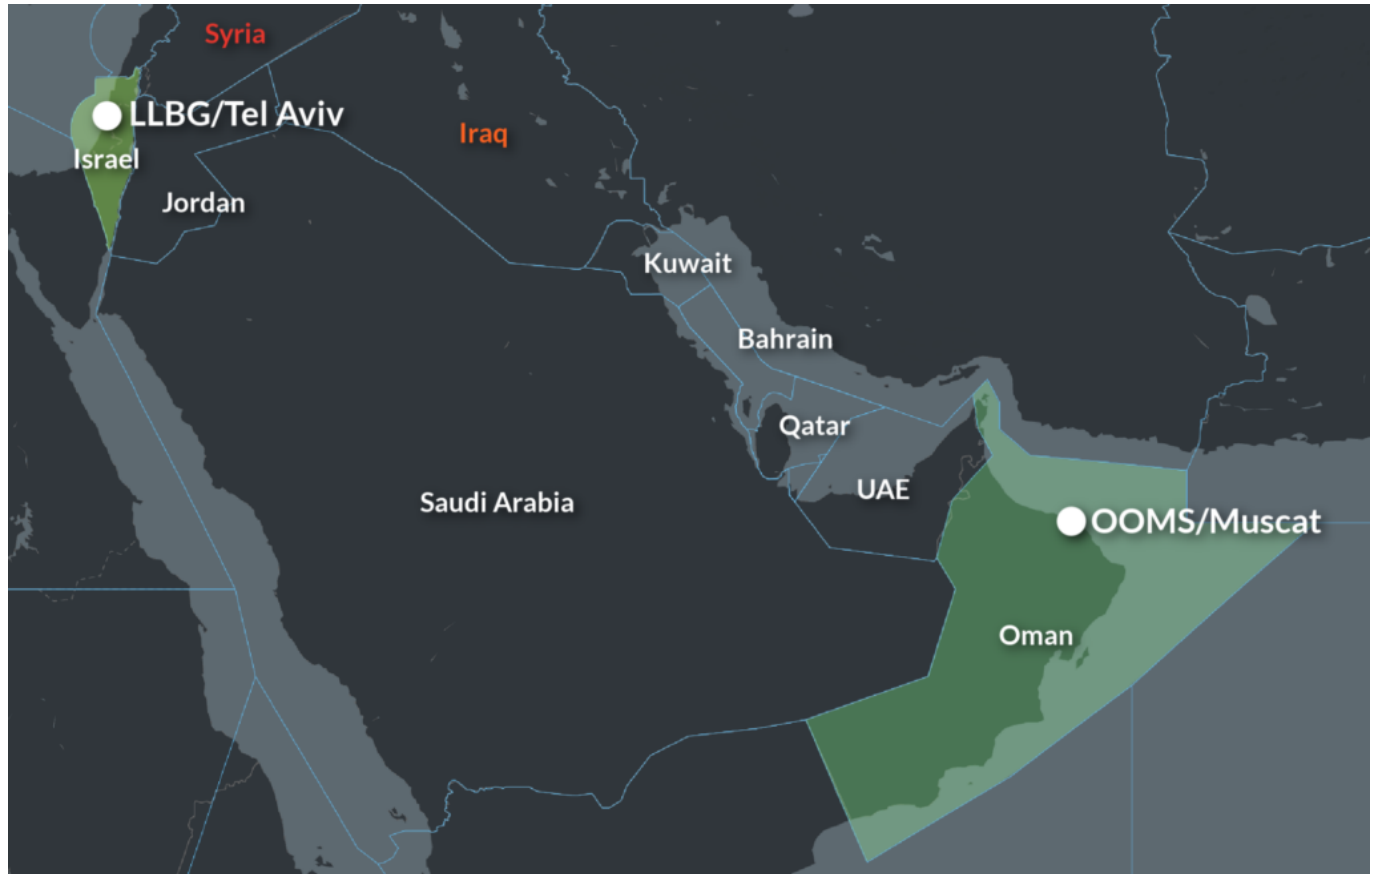 Syria
LLBG/Tel Aviv
Iraq
Israel
Jordan
Kuwait
Bahrain
Qatar
UAE
Saudi Arabia
OOMS/Muscat
Oman